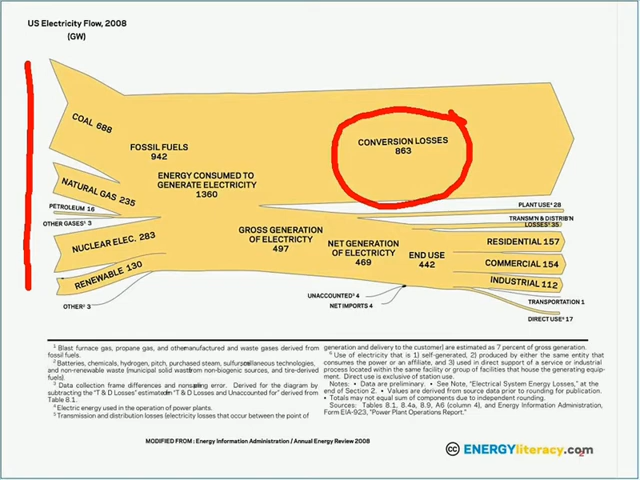 US Electricity Flow, 2008
(GW)
COAL 688
FOSSIL FUELS
942
CONVERSION LOSSES
863
NATURAL GAS 235
ENERGY CONSUMED TO
GENERATE ELECTRICITY
1360
PETROLEUM 16
OTHER GASES¹ 3
NUCLEAR ELEC. 283
RENEWABLE 130
OTHER² 3
GROSS GENERATION
OF ELECTRICITY
497
NET GENERATION
OF ELECTRICITY
469
END USE
442
PLANT USE⁴ 28
TRANSM'N & DISTRIB'N
LOSSES⁵ 35
RESIDENTIAL 157
COMMERCIAL 154
INDUSTRIAL 112
UNACCOUNTED³ 4
NET IMPORTS 4
TRANSPORTATION 1
DIRECT USE⁶ 17
¹ Blast furnace gas, propane gas, and othemanufactured and waste gases derived from
fossil fuels.
² Batteries, chemicals, hydrogen, pitch, purchased steam, technologies,
and non-renewable waste (municipal solid waste from non-biogenic sources, and tire-derived
fuels).
³ Data collection frame differences and error. Derived for the diagram by
subtracting the "T & D Losses" estimate from "T & D Losses and Unaccounted for" derived from
Table 8.1.
⁴ Electric energy used in the operation of power plants.
⁵ Transmission and distribution losses (electricity losses that occur between the point of
generation and delivery to the customer) are estimated as 7 percent of gross generation.
⁶ Use of electricity that is 1) self-generated, 2) produced by either the same entity that
consumes the power or an affiliate, and 3) used in direct support of a service or industrial
process located within the same facility or group of facilities that house the generating equip-
ment. Direct use is exclusive of station use.
Notes: • Data are preliminary. • See Note, "Electrical System Energy Losses," at the
end of Section 2. • Values are derived from source data prior to rounding for publication.
• Totals may not equal sum of components due to independent rounding.
Sources: Tables 8.1, 8.4a, 8.9, A6 (column 4), and Energy Information Administration,
Form EIA-923, "Power Plant Operations Report."
MODIFIED FROM : Energy Information Administration / Annual Energy Review 2008
cc ENERGYliteracy.com
2